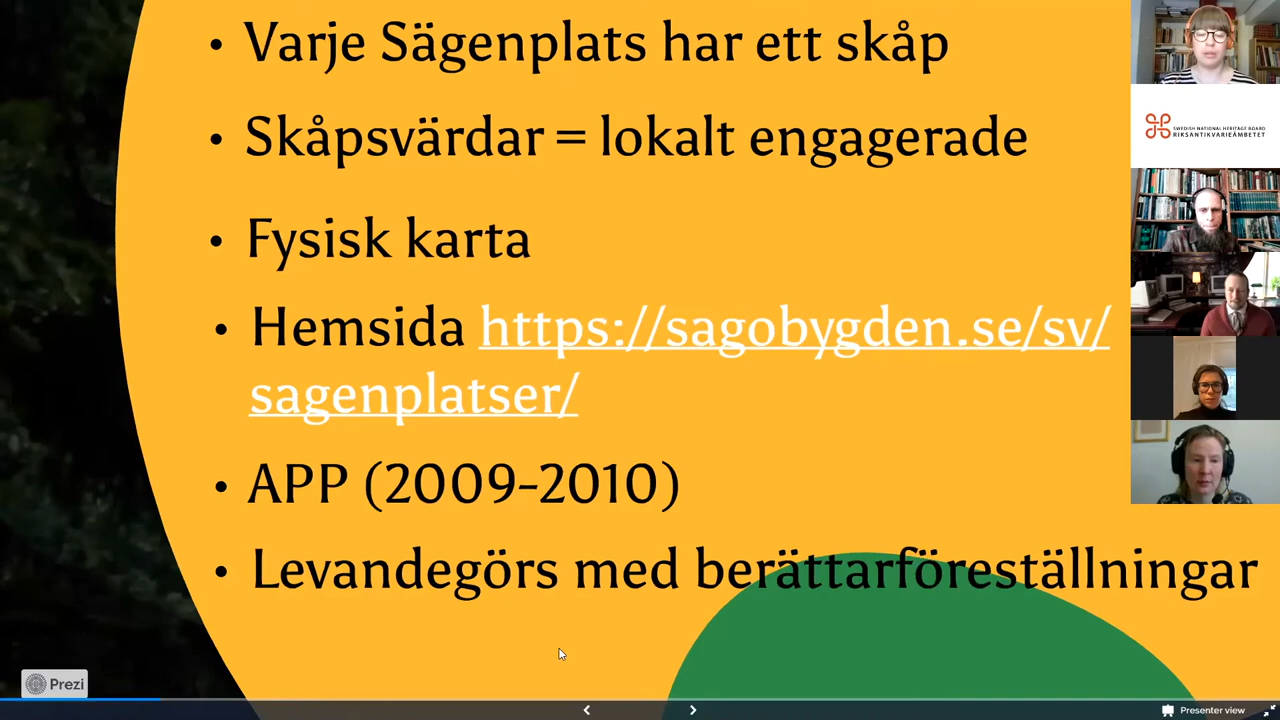 • Varje Sägenplats har ett skåp
• Skåpsvärdar = lokalt engagerade
• Fysisk karta
• Hemsida https://sagobygden.se/sv/
sagenplatser/
• APP (2009-2010)
• Levandegörs med berättarföreställningar
SWEDISH NATIONAL HERITAGE BOARD
RIKSANTIKVARIEÄMBETET
Prezi
Presenter view